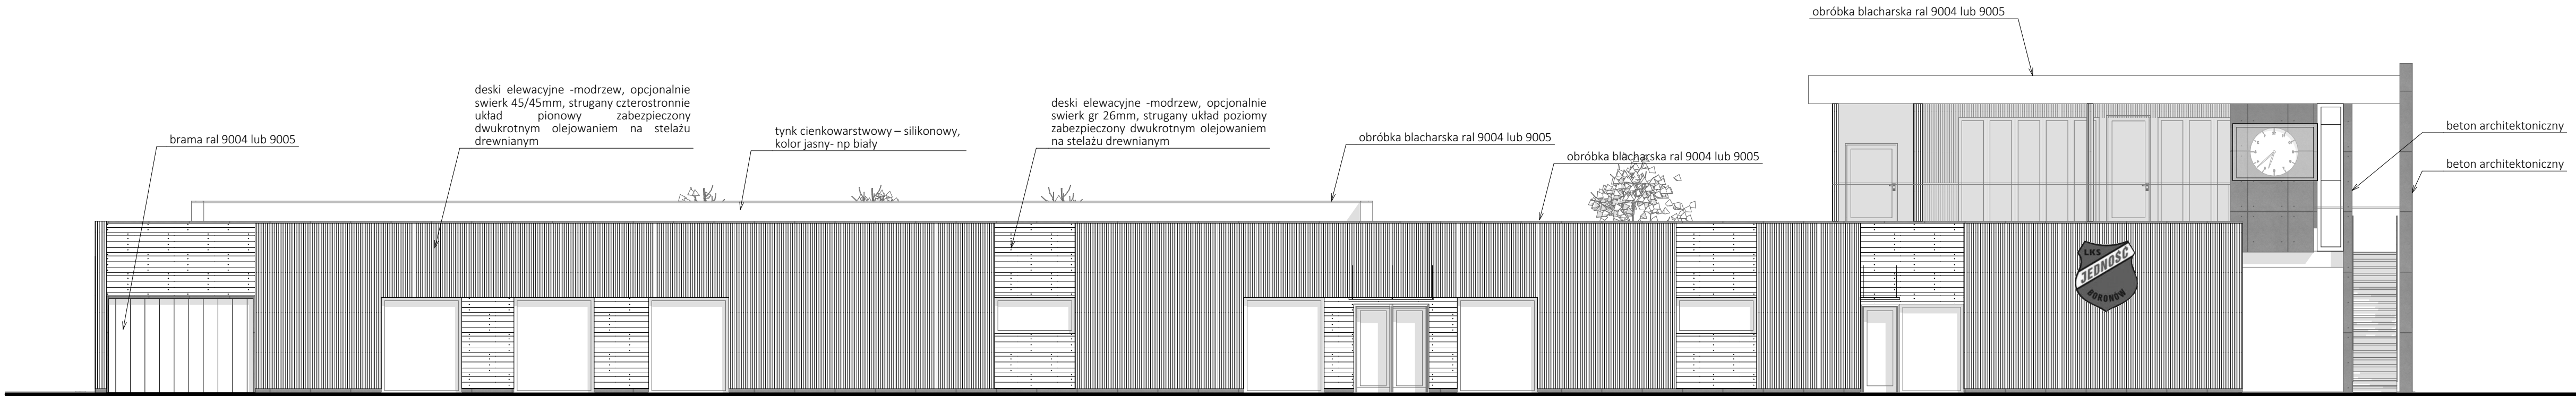 obróbka blacharska ral 9004 lub 9005
brama ral 9004 lub 9005
deski elewacyjne -modrzew, opcjonalnie
swierk 45/45mm, strugany czterostronnie
układ pionowy zabezpieczony
dwukrotnym olejowaniem na stelażu
drewnianym
tynk cienkowarstwowy – silikonowy,
kolor jasny- np biały
deski elewacyjne -modrzew, opcjonalnie
swierk gr 26mm, strugany układ poziomy
zabezpieczony dwukrotnym olejowaniem
na stelażu drewnianym
obróbka blacharska ral 9004 lub 9005
obróbka blacharska ral 9004 lub 9005
beton architektoniczny
beton architektoniczny
LKS
JEDNOŚĆ
BORONÓW